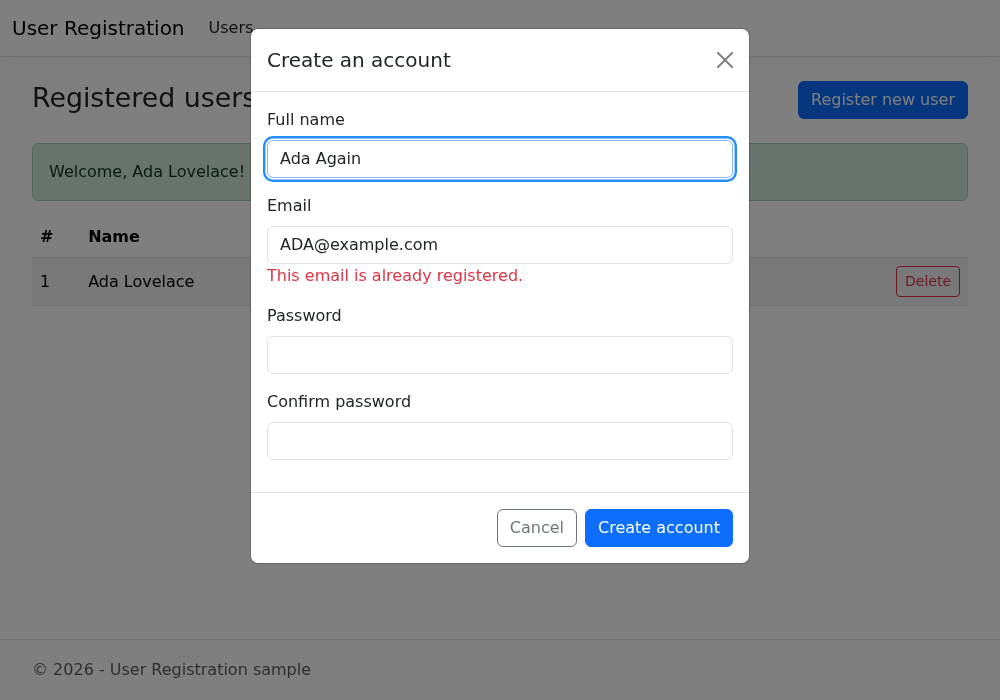 User Registration Users
Create an account
Registered users
Register new user
Full name
Ada Again
Welcome, Ada Lovelace!
Email
ADA@example.com
This email is already registered.
# Name
1 Ada Lovelace Delete
Password
Confirm password
Cancel Create account
© 2026 - User Registration sample